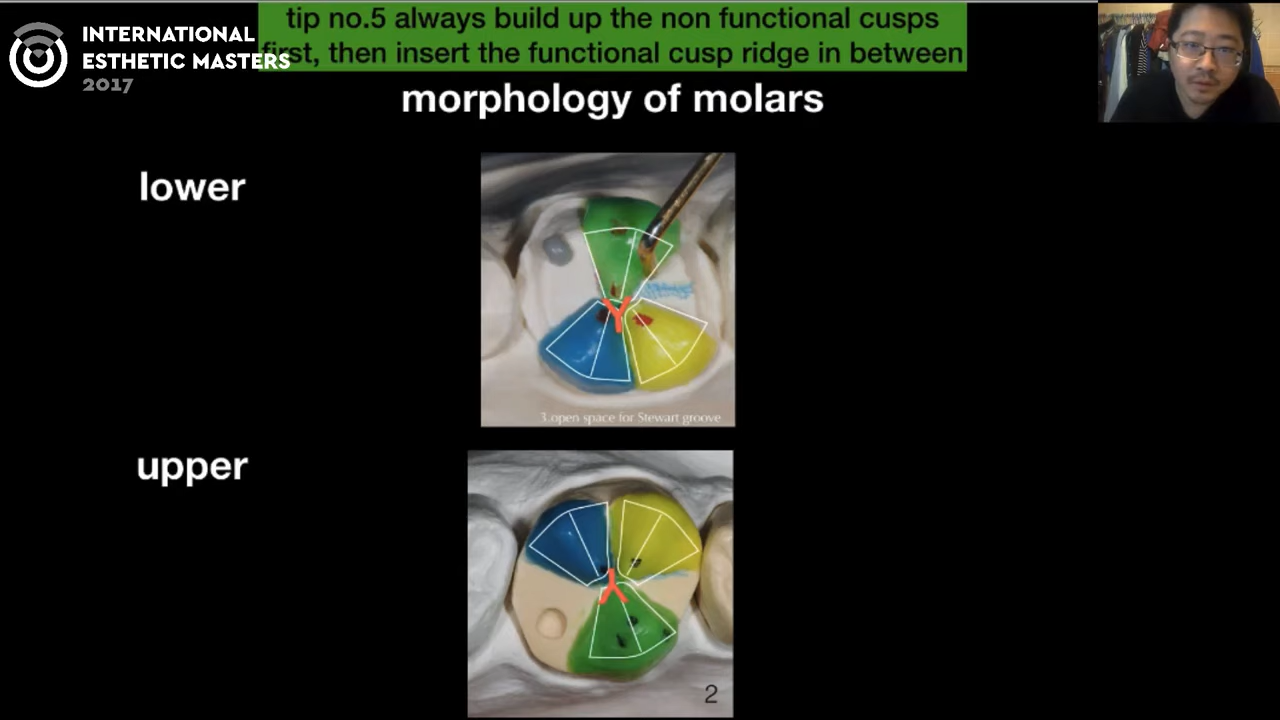 INTERNATIONAL
ESTHETIC MASTERS
2017
tip no.5 always build up the non functional cusps
first, then insert the functional cusp ridge in between
morphology of molars
lower
3.open space for Stewart groove
upper
2